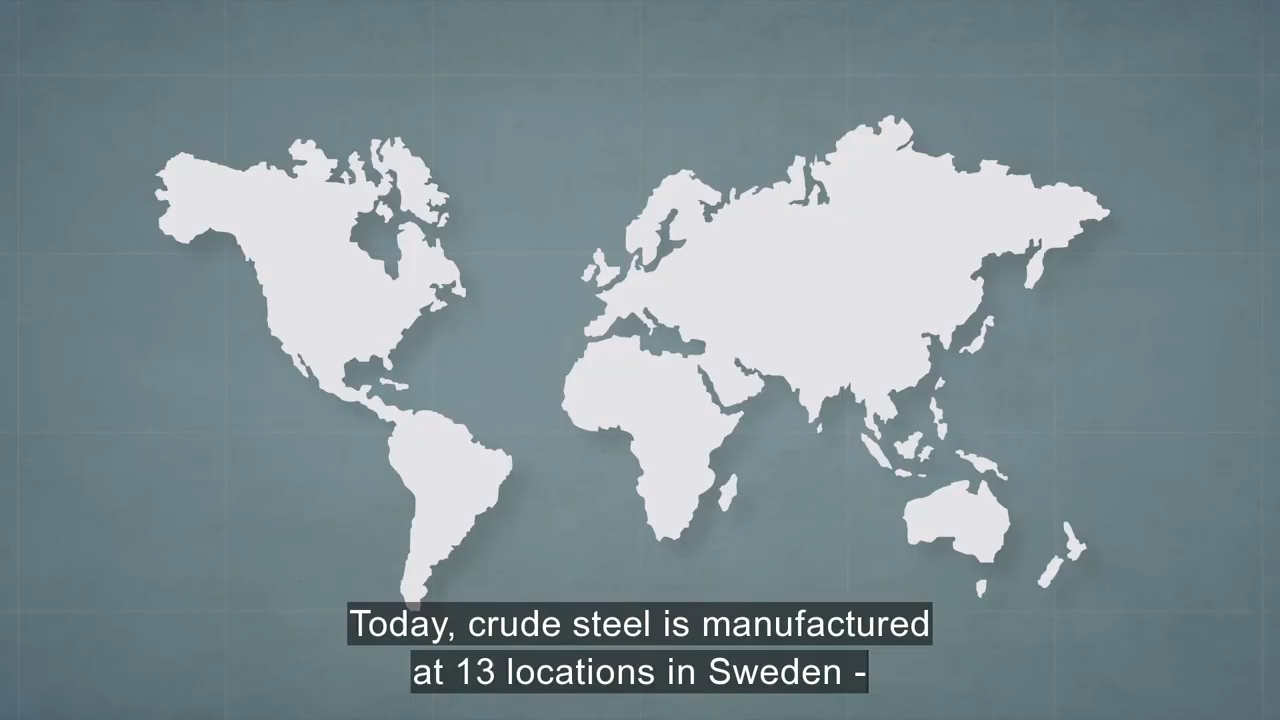 Today, crude steel is manufactured
at 13 locations in Sweden -